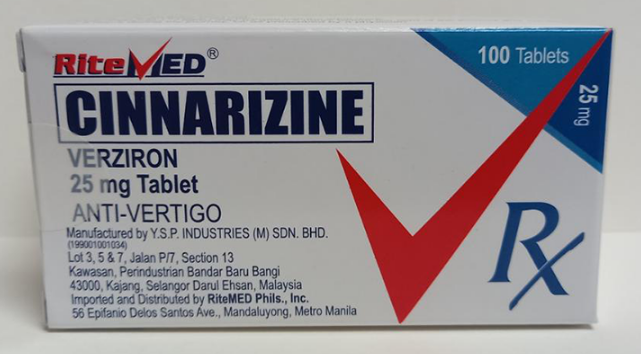 RiteMED®
100 Tablets
25 mg
CINNARIZINE
VERZIRON
25 mg Tablet
ANTI-VERTIGO
Manufactured by Y.S.P. INDUSTRIES (M) SDN. BHD.
(199001001034)
Lot 3, 5 & 7, Jalan P/7, Section 13
Kawasan, Perindustrian Bandar Baru Bangi
43000, Kajang, Selangor Darul Ehsan, Malaysia
Imported and Distributed by RiteMED Phils., Inc.
56 Epifanio Delos Santos Ave., Mandaluyong, Metro Manila
Rx